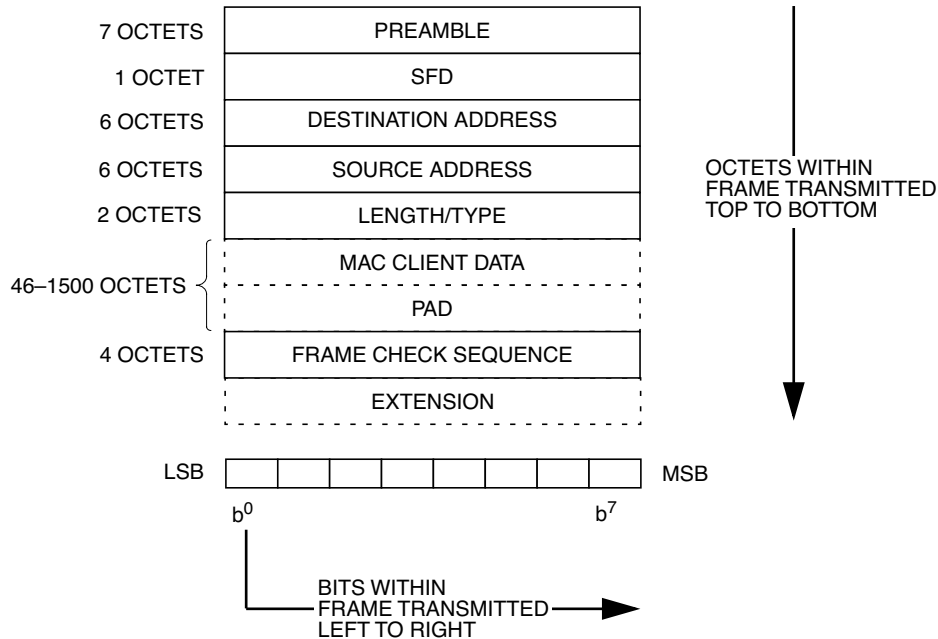 7 OCTETS
PREAMBLE
1 OCTET
SFD
6 OCTETS
DESTINATION ADDRESS
6 OCTETS
SOURCE ADDRESS
2 OCTETS
LENGTH/TYPE
46–1500 OCTETS
MAC CLIENT DATA
PAD
4 OCTETS
FRAME CHECK SEQUENCE
EXTENSION
OCTETS WITHIN
FRAME TRANSMITTED
TOP TO BOTTOM
LSB
MSB
b0
b7
BITS WITHIN
FRAME TRANSMITTED
LEFT TO RIGHT